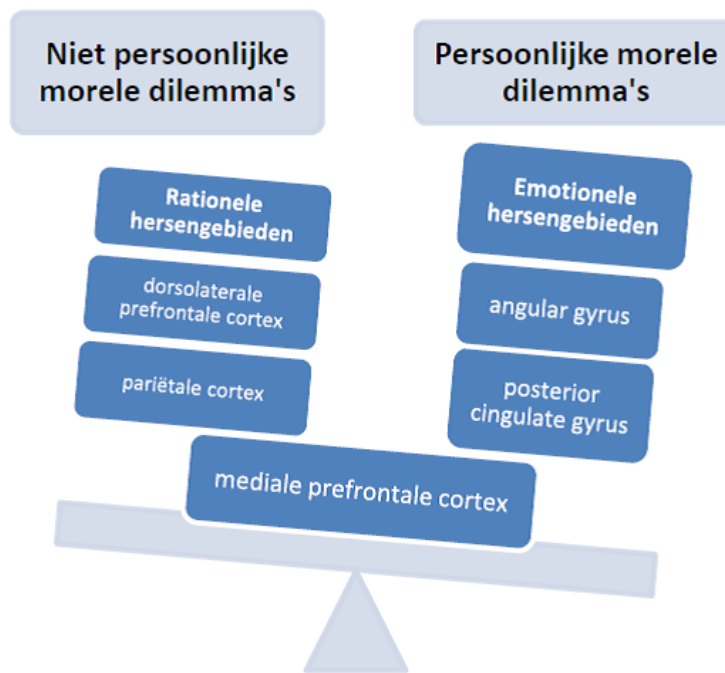 Niet persoonlijke
morele dilemma's
Persoonlijke morele
dilemma's
Rationele
hersengebieden
dorsolaterale
prefrontale cortex
pariëtale cortex
Emotionele
hersengebieden
angular gyrus
posterior
cingulate gyrus
mediale prefrontale cortex